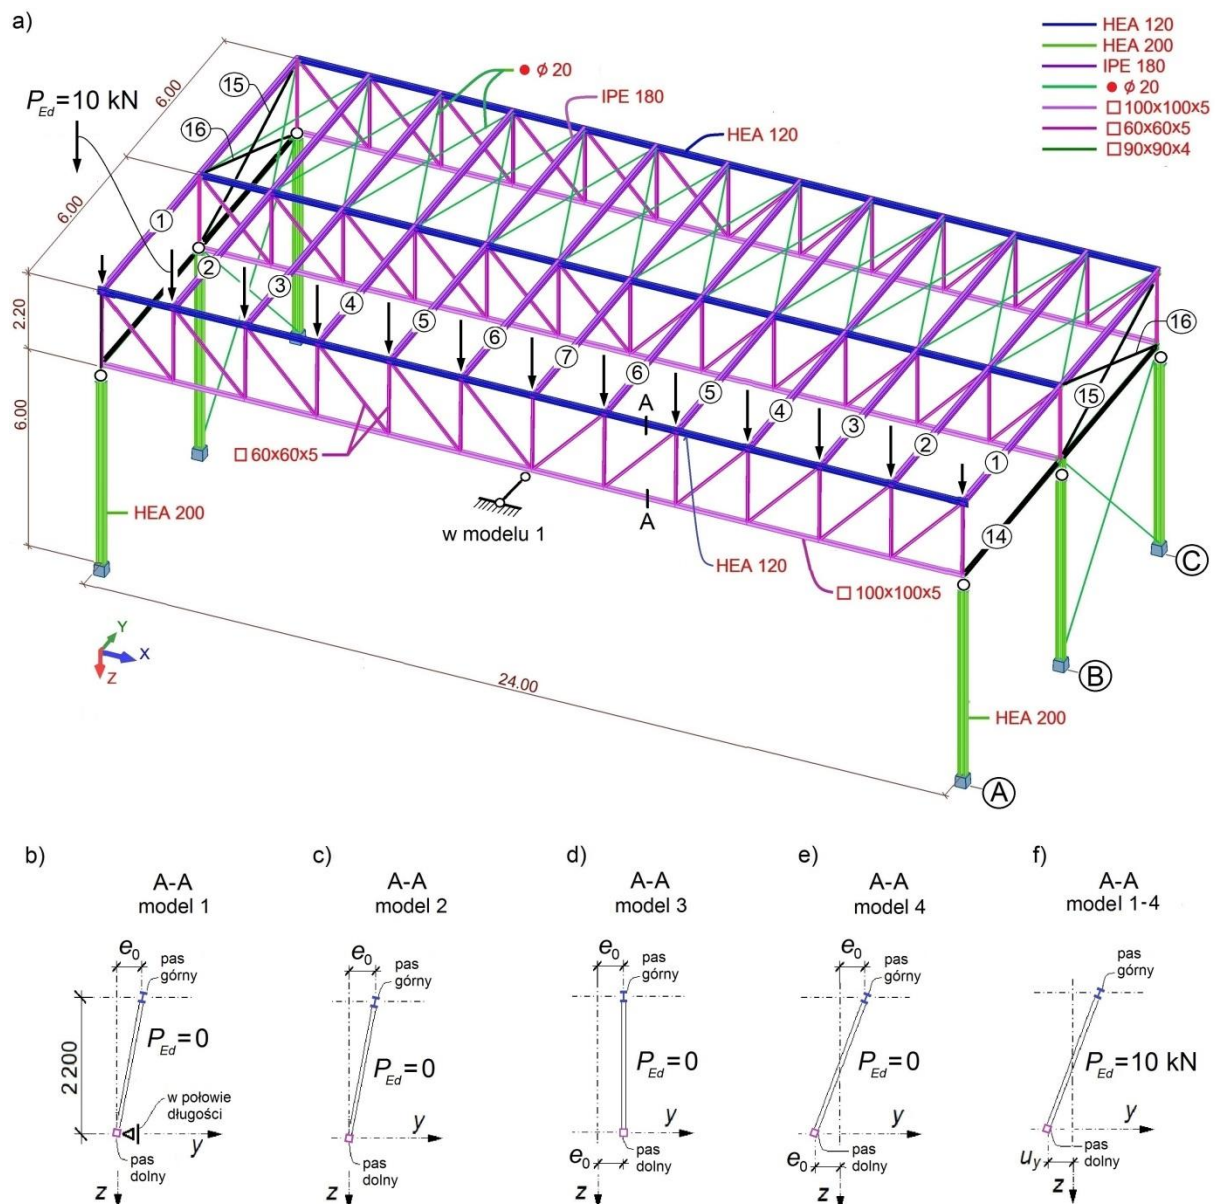 a)
HEA 120
HEA 200
IPE 180
ø 20
100×100×5
60×60×5
90×90×4
ø 20
IPE 180
HEA 120
6.00
15
16
P_Ed = 10 kN
6.00
1
2
3
4
5
6
7
6
5
4
3
2
1
16
15
14
2.20
6.00
A
A
60×60×5
w modelu 1
HEA 200
HEA 120
100×100×5
C
B
A
HEA 200
24.00
Y
X
Z
b)
A-A
model 1
e0
pas
górny
P_Ed = 0
2200
w połowie
długości
y
pas
dolny
z
c)
A-A
model 2
e0
pas
górny
P_Ed = 0
y
pas
dolny
z
d)
A-A
model 3
e0
pas
górny
P_Ed = 0
y
pas
dolny
e0
z
e)
A-A
model 4
e0
pas
górny
P_Ed = 0
y
pas
dolny
e0
z
f)
A-A
model 1-4
pas
górny
P_Ed = 10 kN
y
pas
dolny
u_y
z